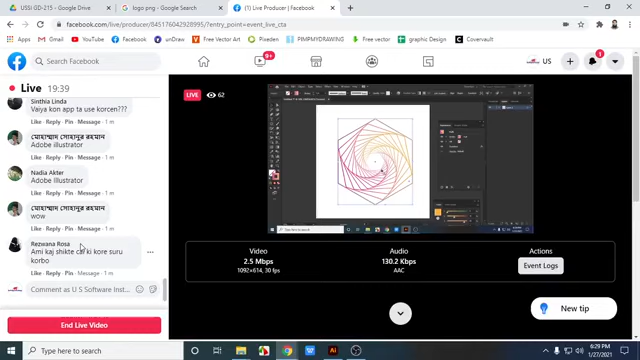 USSI GD-215 - Google Drive
logo png - Google Search
(1) Live Producer | Facebook
facebook.com/live/producer/845176042928995/?entry_point=event_live_cta
Apps
Gmail
YouTube
Facebook
unDraw
Free Vector Art
Pixeden
PIMPMYDRAWING
Free vector
graphic Design
Covervault
Search Facebook
9+
US
1
Live 19:39
Sinthia Linda
Vaiya kon app ta use korcen???
Like · Reply · Pin · Message · 1 m
মোহাম্মাদ সোহানুর রহমান
Adobe illustrator
Like · Reply · Pin · Message · 1 m
Nadia Akter
Adobe illustrator
Like · Reply · Pin · Message · 1 m
মোহাম্মাদ সোহানুর রহমান
wow
Like · Reply · Pin · Message · 1 m
Rezwana Rosa
Ami kaj shikte cai ki kore suru
korbo
Like · Reply · Pin · Message · 1 m
Comment as U S Software Inst...
End Live Video
LIVE 62
Video
2.5 Mbps
1092×614, 30 fps
Audio
130.2 Kbps
AAC
Actions
Event Logs
New tip
Type here to search
6:29 PM
1/27/2021